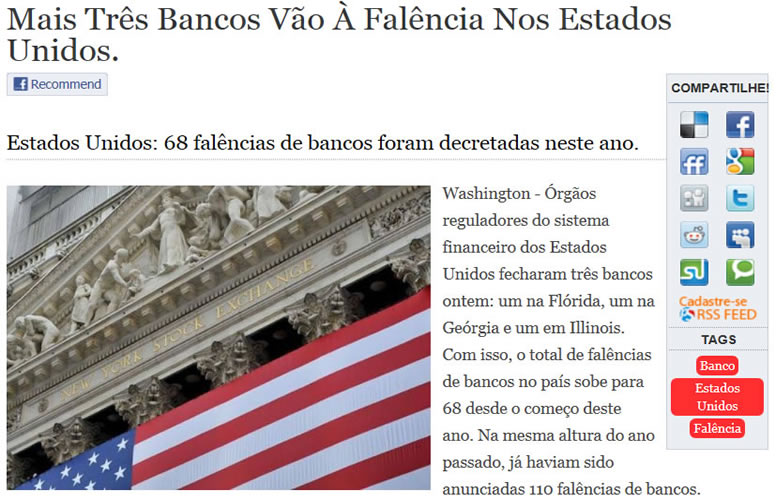 Mais Três Bancos Vão À Falência Nos Estados
Unidos.
Recommend
Estados Unidos: 68 falências de bancos foram decretadas neste ano.
NEW YORK STOCK EXCHANGE
Washington - Órgãos
reguladores do sistema
financeiro dos Estados
Unidos fecharam três bancos
ontem: um na Flórida, um na
Geórgia e um em Illinois.
Com isso, o total de falências
de bancos no país sobe para
68 desde o começo deste
ano. Na mesma altura do ano
passado, já haviam sido
anunciadas 110 falências de bancos.
COMPARTILHE!
Cadastre-se
RSS FEED
TAGS
Banco
Estados
Unidos
Falência